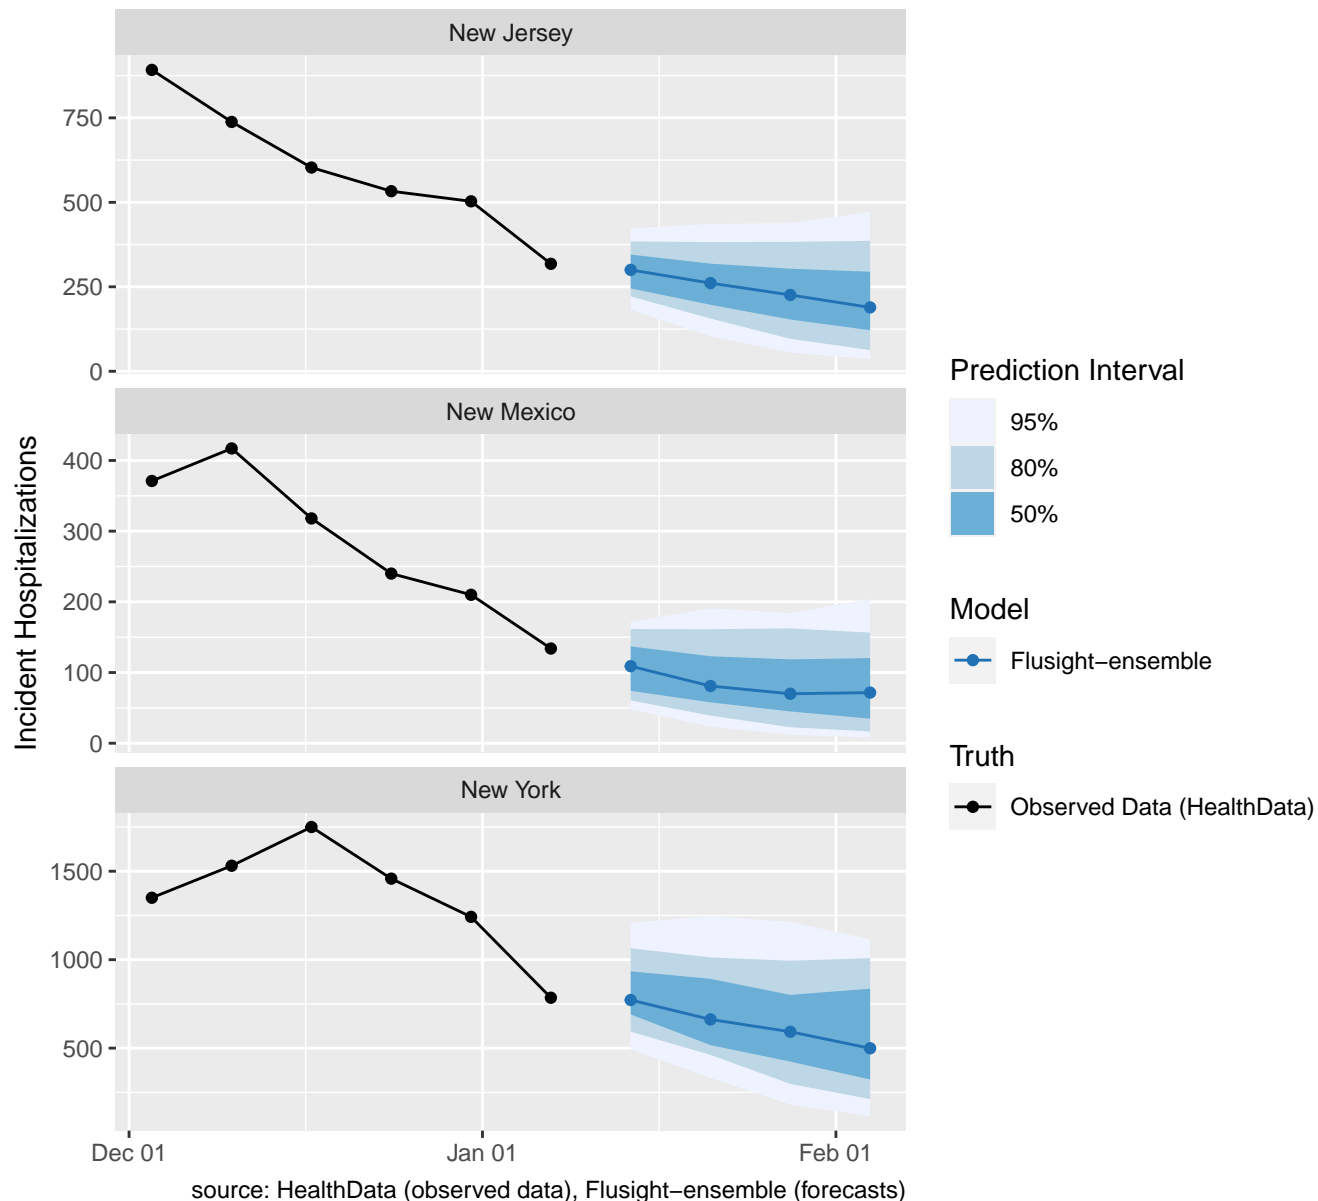 New Jersey
750
500
250
0
New Mexico
400
300
200
100
0
New York
1500
1000
500
Dec 01 Jan 01 Feb 01
Incident Hospitalizations
source: HealthData (observed data), Flusight−ensemble (forecasts)
Prediction Interval
95%
80%
50%
Model
Flusight−ensemble
Truth
Observed Data (HealthData)